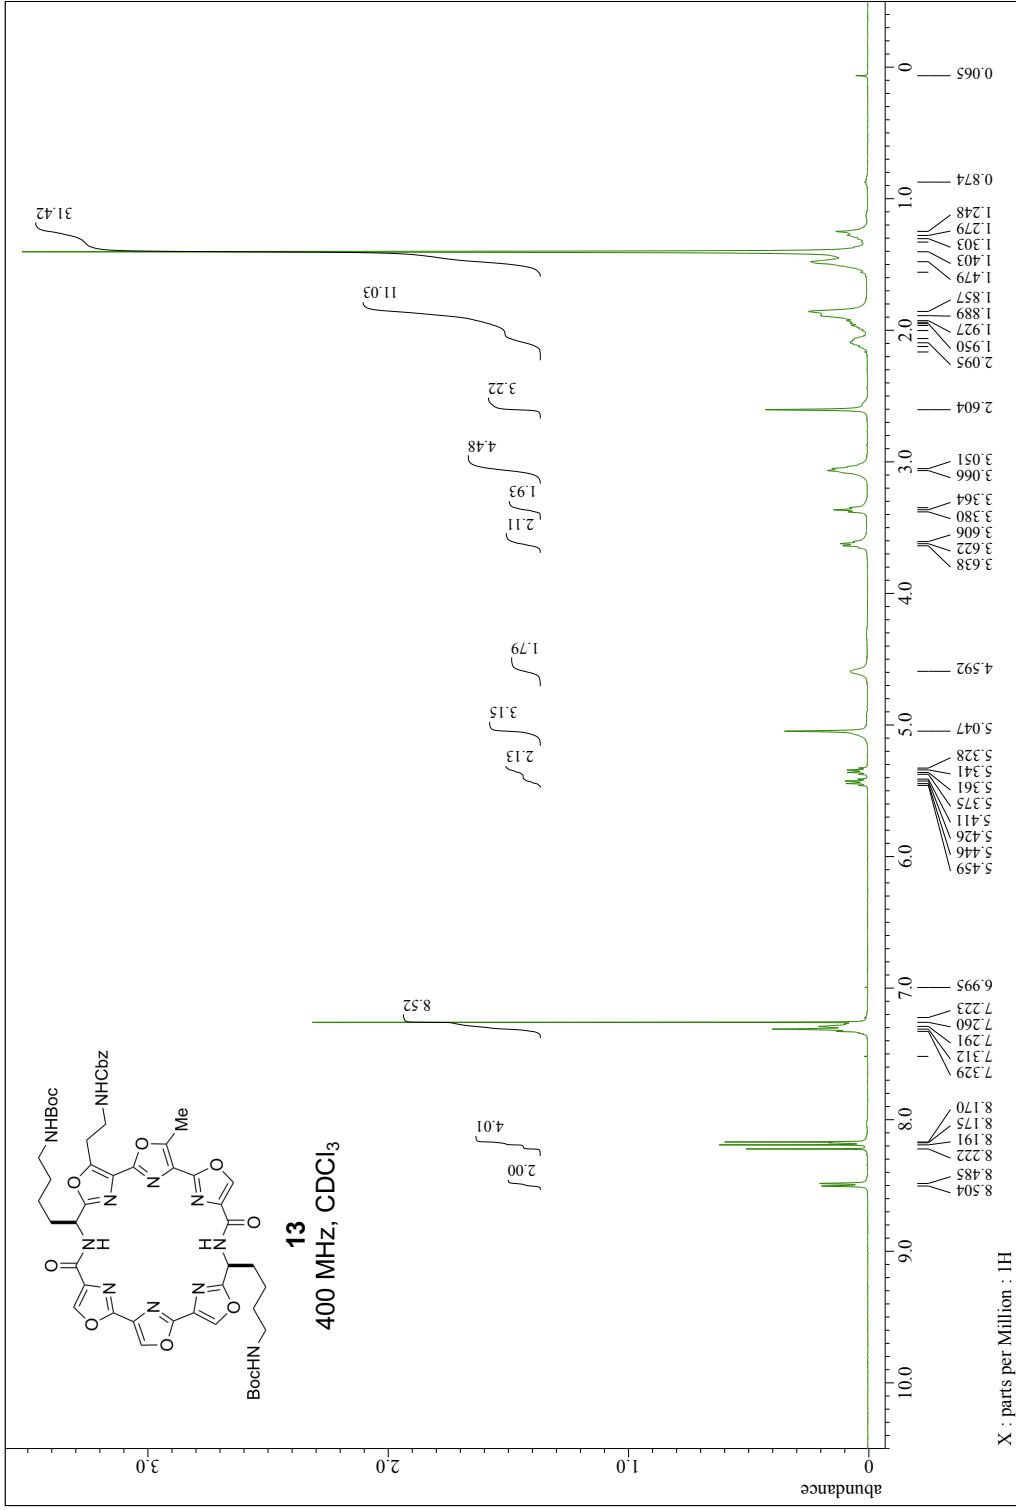 NHBoc
NHCbz
Me
O
N
O
N
O
N
O
N
H
O
H
N
O
N
O
N
O
N
O
BocHN
13
400 MHz, CDCl3
abundance
3.0
2.0
1.0
0
2.00
4.01
8.52
2.13
3.15
1.79
2.11
1.93
4.48
3.22
11.03
31.42
10.0
9.0
8.0
7.0
6.0
5.0
4.0
3.0
2.0
1.0
0
8.504
8.485
8.222
8.191
8.175
8.170
7.329
7.312
7.291
7.260
7.223
6.995
5.459
5.446
5.426
5.411
5.375
5.361
5.341
5.328
5.047
4.592
3.638
3.622
3.606
3.380
3.364
3.066
3.051
2.604
2.095
1.950
1.927
1.889
1.857
1.479
1.403
1.303
1.279
1.248
0.874
0.065
X : parts per Million : 1H